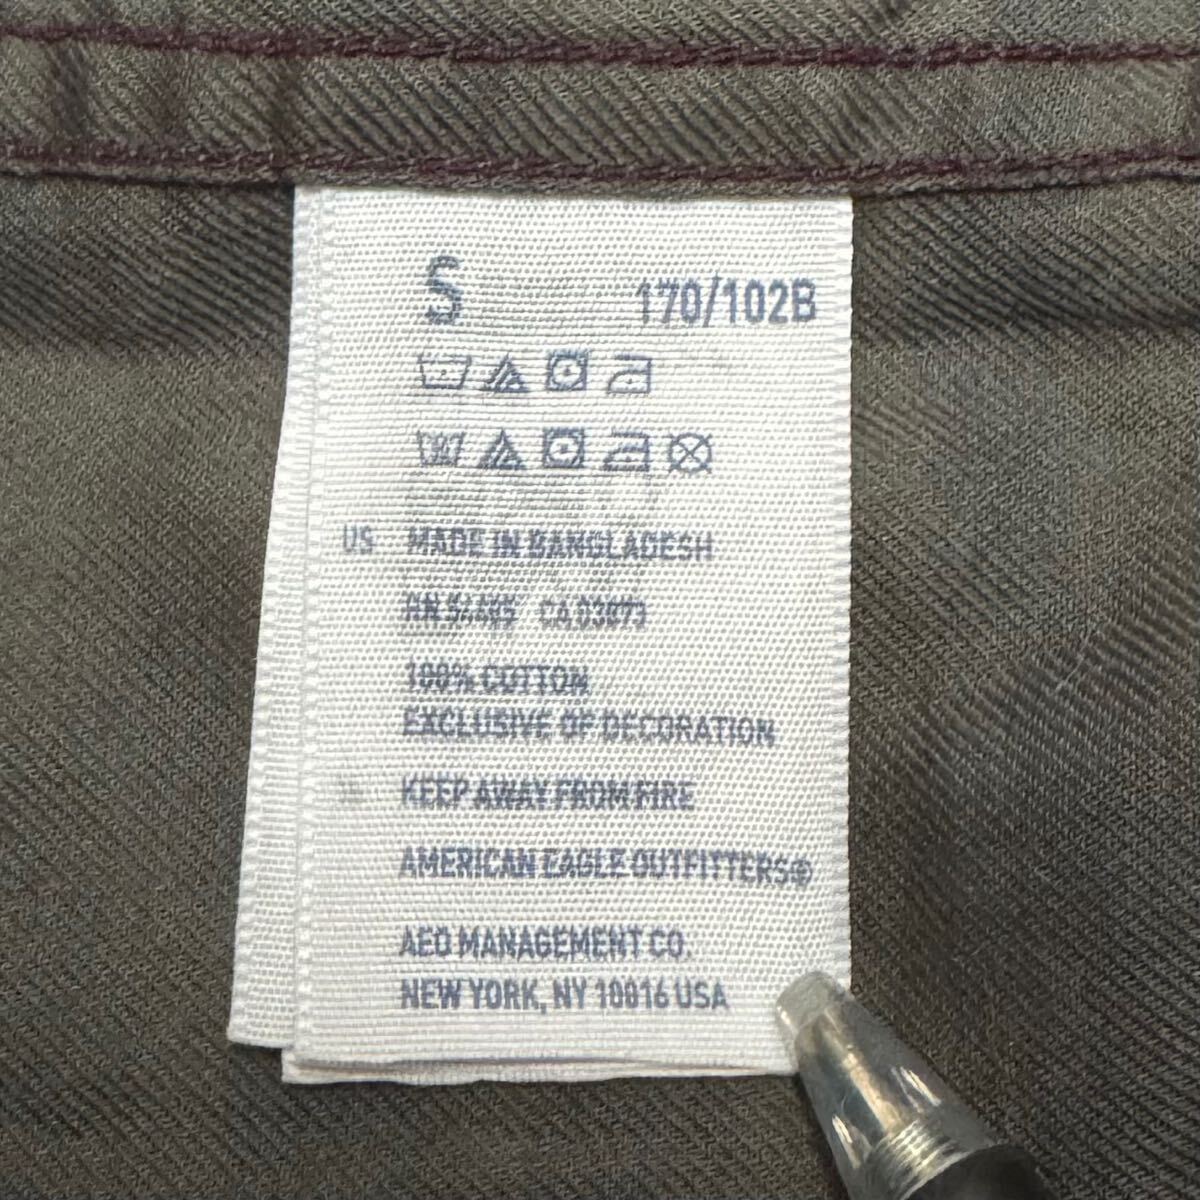 S 170/102B
US MADE IN BANGLADESH
RN 54485 CA 03873
100% COTTON
EXCLUSIVE OF DECORATION
KEEP AWAY FROM FIRE
AMERICAN EAGLE OUTFITTERS®
AEO MANAGEMENT CO.
NEW YORK, NY 10016 USA